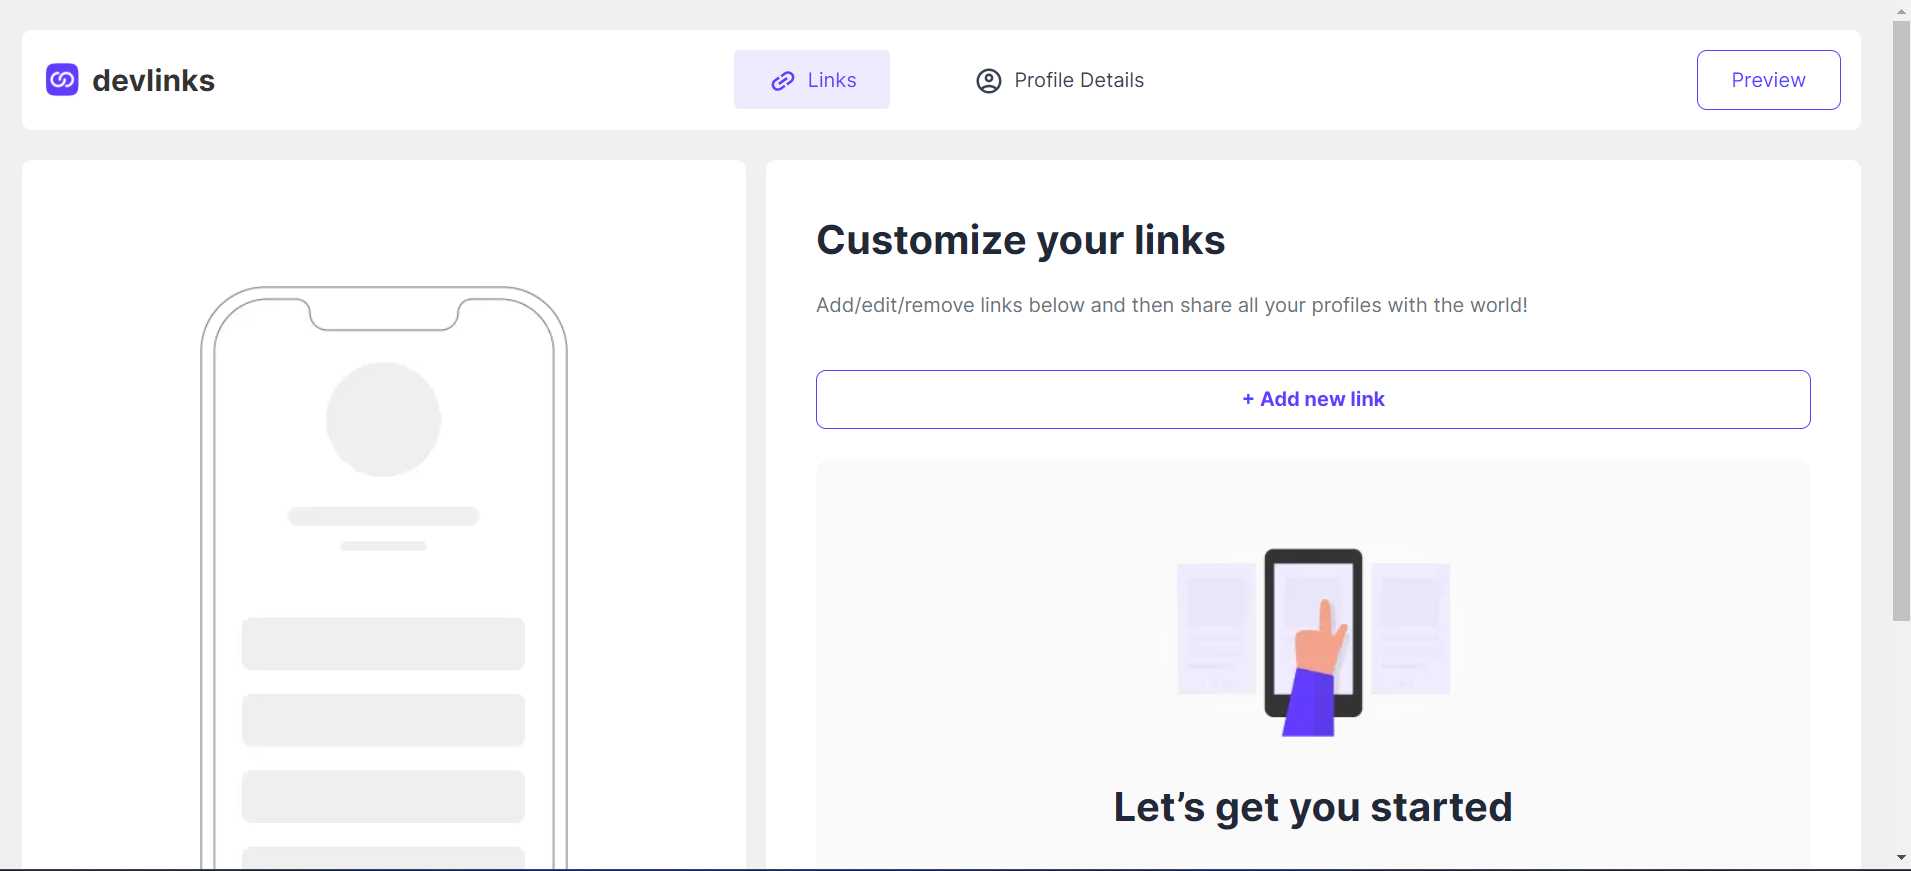 devlinks
Links
Profile Details
Preview
Customize your links
Add/edit/remove links below and then share all your profiles with the world!
+ Add new link
Let’s get you started